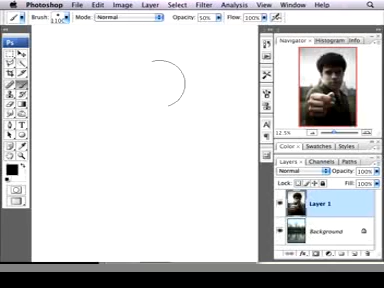 Photoshop File Edit Image Layer Select Filter Analysis View Window Help
Brush: 1100 Mode: Normal Opacity: 50% Flow: 100%
Ps
Navigator Histogram Info
12.5%
Color Swatches Styles
Layers Channels Paths
Normal Opacity: 100%
Lock: Fill: 100%
Layer 1
Background